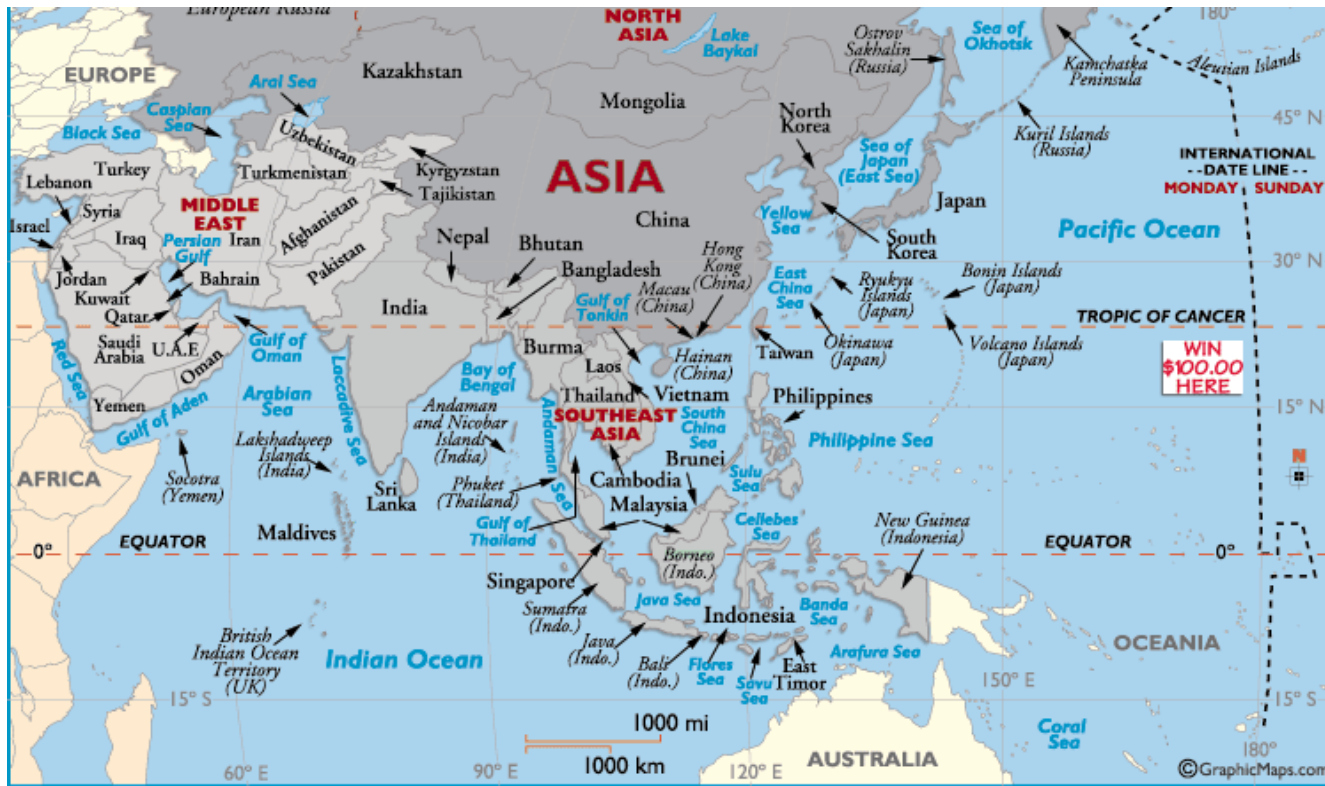 European Russia
NORTH
ASIA
180°
Lake
Baykal
Ostrov
Sakhalin
(Russia)
Sea of
Okhotsk
Kamchatka
Peninsula
Aleutian Islands
EUROPE
Aral Sea
Kazakhstan
Mongolia
North
Korea
45° N
Caspian
Sea
Black Sea
Uzbekistan
Kuril Islands
(Russia)
Sea of
Japan
(East Sea)
INTERNATIONAL
--DATE LINE--
MONDAY SUNDAY
Turkey
Turkmenistan
Kyrgyzstan
Tajikistan
ASIA
Lebanon
Syria
MIDDLE
EAST
Afghanistan
China
Yellow
Sea
Japan
Israel
Iraq
Persian
Gulf
Iran
Pakistan
Nepal
Bhutan
Bangladesh
Hong
Kong
(China)
South
Korea
Pacific Ocean
Jordan
Kuwait
Bahrain
Macau
(China)
East
China
Sea
Ryukyu
Islands
(Japan)
Bonin Islands
(Japan)
30° N
Qatar
India
Gulf of
Tonkin
TROPIC OF CANCER
Saudi
Arabia
U.A.E
Oman
Gulf of
Oman
Burma
Laos
Hainan
(China)
Taiwan
Okinawa
(Japan)
Volcano Islands
(Japan)
WIN
$100.00
HERE
Red Sea
Yemen
Gulf of Aden
Arabian
Sea
Laccadive Sea
Bay of
Bengal
Thailand
Vietnam
Philippines
15° N
SOUTHEAST
ASIA
South
China
Sea
Philippine Sea
Andaman
and Nicobar
Islands
(India)
Andaman Sea
Lakshadweep
Islands
(India)
AFRICA
Socotra
(Yemen)
Sri
Lanka
Phuket
(Thailand)
Cambodia
Brunei
Sulu
Sea
N
Maldives
Gulf of
Thailand
Malaysia
Cellebes
Sea
New Guinea
(Indonesia)
0°
EQUATOR
Borneo
(Indo.)
EQUATOR
0°
Singapore
Sumatra
(Indo.)
Java Sea
Indonesia
Banda
Sea
British
Indian Ocean
Territory
(UK)
Indian Ocean
Java
(Indo.)
Bali
(Indo.)
Flores
Sea
Savu
Sea
East
Timor
Arafura Sea
OCEANIA
15° S
150° E
15° S
1000 mi
1000 km
Coral
Sea
AUSTRALIA
60° E
90° E
120° E
180°
©GraphicMaps.com